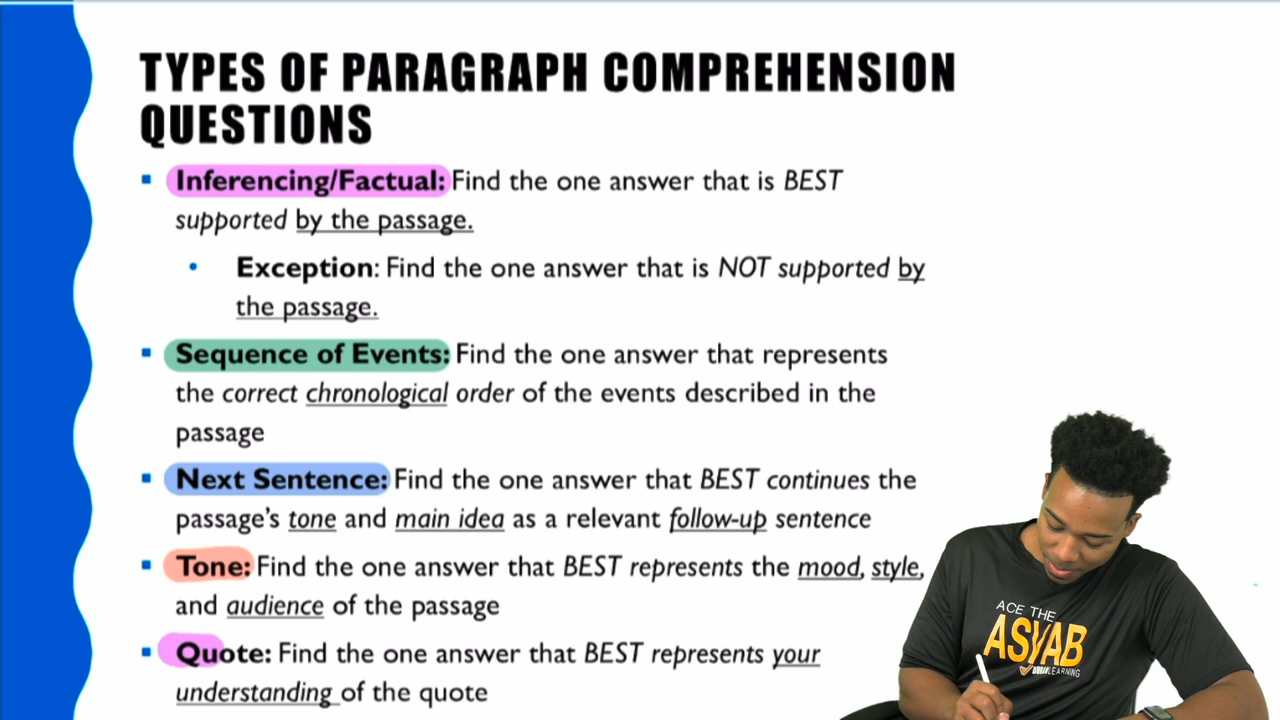 TYPES OF PARAGRAPH COMPREHENSION
QUESTIONS
▪ Inferencing/Factual: Find the one answer that is BEST
supported by the passage.
• Exception: Find the one answer that is NOT supported by
the passage.
▪ Sequence of Events: Find the one answer that represents
the correct chronological order of the events described in the
passage
▪ Next Sentence: Find the one answer that BEST continues the
passage's tone and main idea as a relevant follow-up sentence
▪ Tone: Find the one answer that BEST represents the mood, style,
and audience of the passage
▪ Quote: Find the one answer that BEST represents your
understanding of the quote
ACE THE
ASVAB
LEARNING